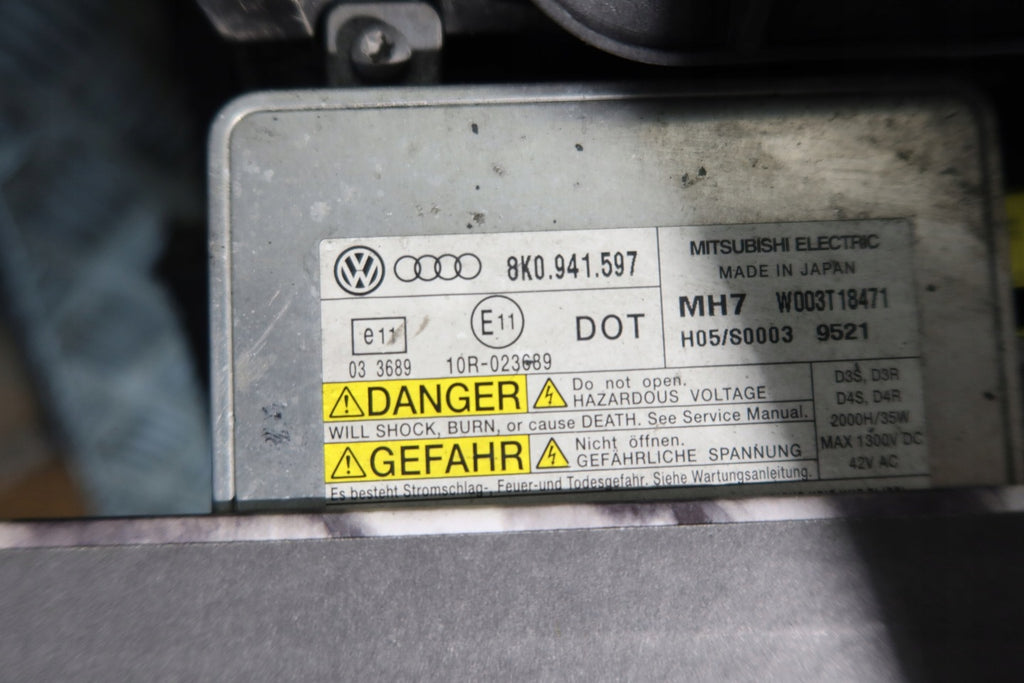 8K0.941.597
MITSUBISHI ELECTRIC
MADE IN JAPAN
MH7 W003T18471
H05/S0003 9521
e11
E11
DOT
03 3689
10R-023689
DANGER
Do not open.
HAZARDOUS VOLTAGE
WILL SHOCK, BURN, or cause DEATH. See Service Manual.
GEFAHR
Nicht öffnen.
GEFÄHRLICHE SPANNUNG
Es besteht Stromschlag-, Feuer-und Todesgefahr. Siehe Wartungsanleitung.
D3S, D3R
D4S, D4R
2000H/35W
MAX 1300V DC
42V AC